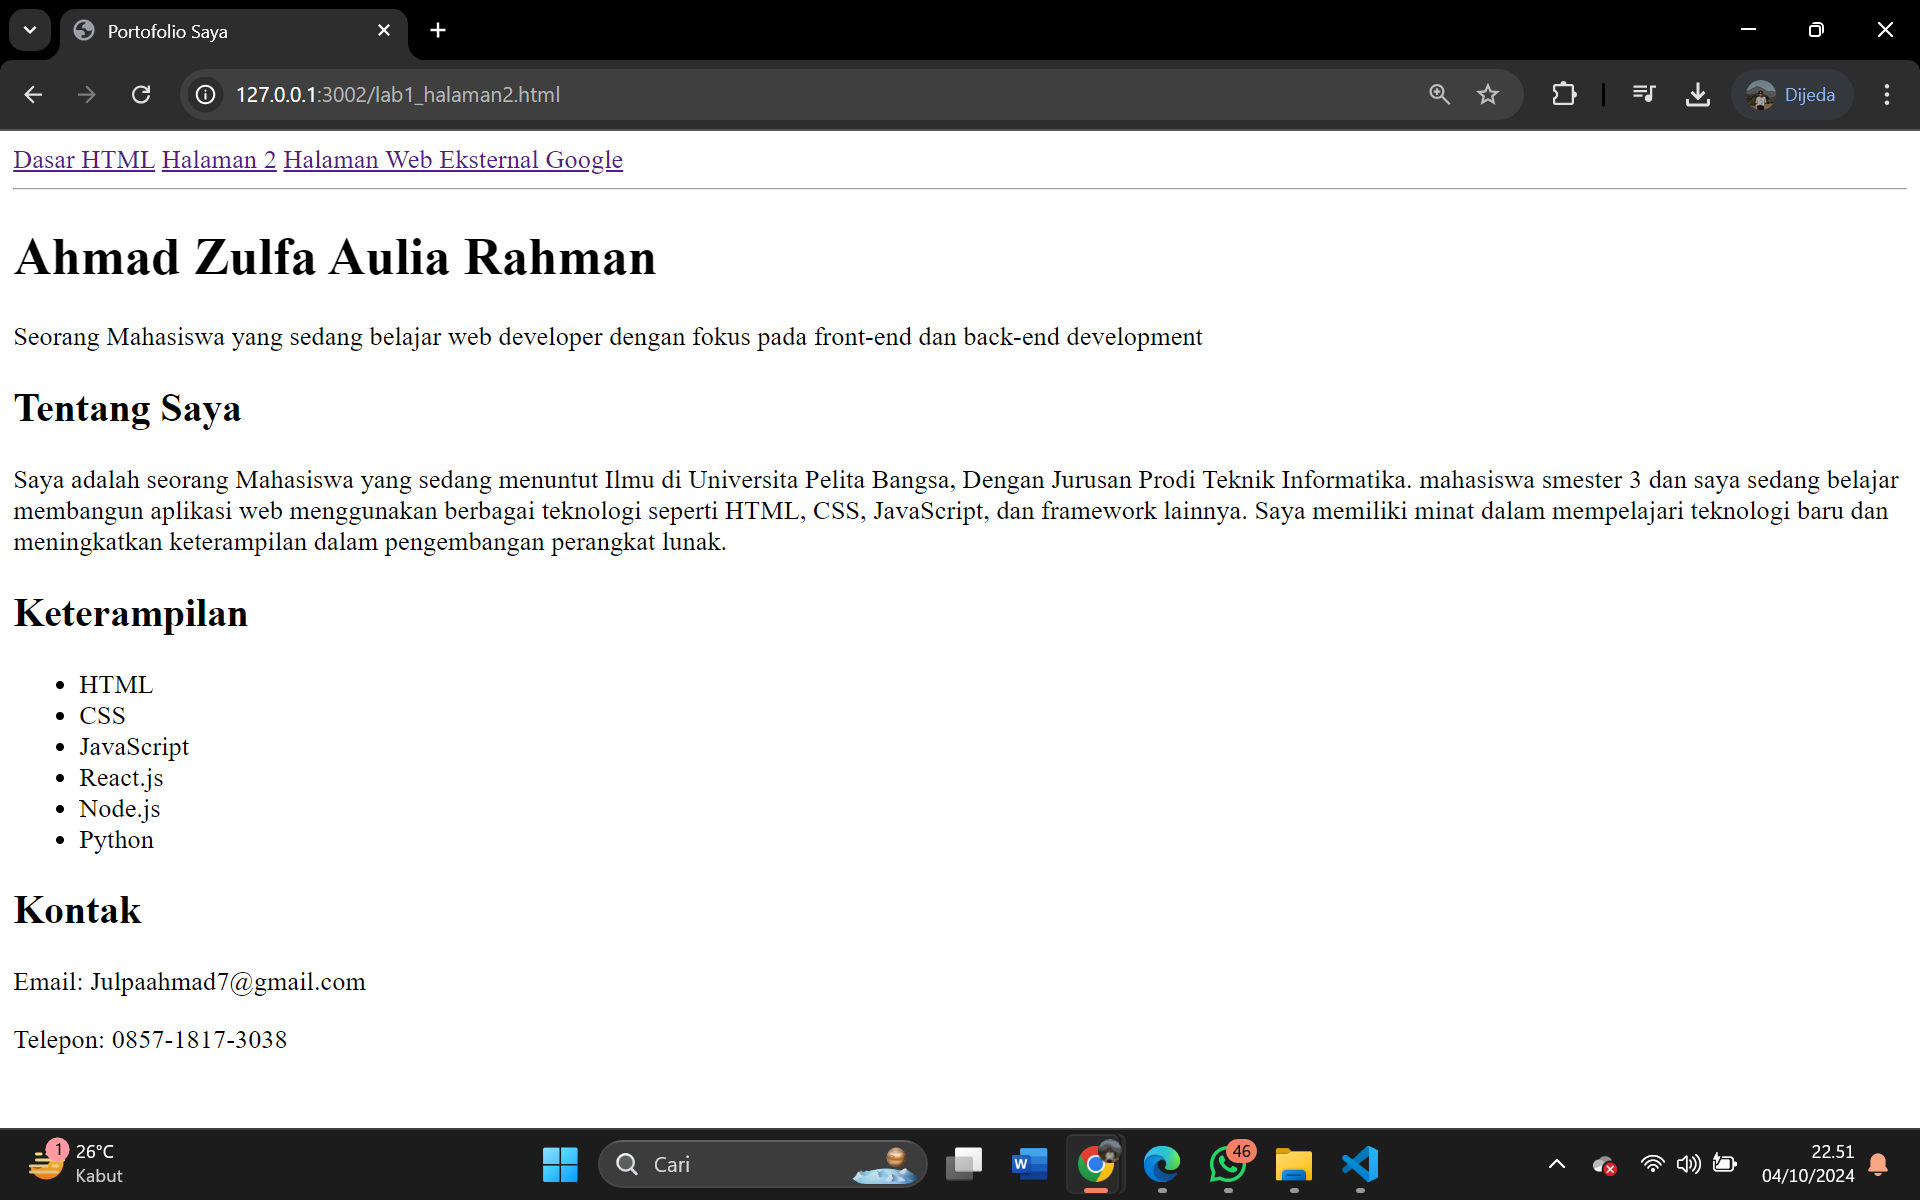 Portofolio Saya
127.0.0.1:3002/lab1_halaman2.html
Dijeda
Dasar HTML Halaman 2 Halaman Web Eksternal Google
Ahmad Zulfa Aulia Rahman
Seorang Mahasiswa yang sedang belajar web developer dengan fokus pada front-end dan back-end development
Tentang Saya
Saya adalah seorang Mahasiswa yang sedang menuntut Ilmu di Universita Pelita Bangsa, Dengan Jurusan Prodi Teknik Informatika. mahasiswa smester 3 dan saya sedang belajar
membangun aplikasi web menggunakan berbagai teknologi seperti HTML, CSS, JavaScript, dan framework lainnya. Saya memiliki minat dalam mempelajari teknologi baru dan
meningkatkan keterampilan dalam pengembangan perangkat lunak.
Keterampilan
• HTML
• CSS
• JavaScript
• React.js
• Node.js
• Python
Kontak
Email: Julpaahmad7@gmail.com
Telepon: 0857-1817-3038
1
26°C
Kabut
Cari
W
46
22.51
04/10/2024